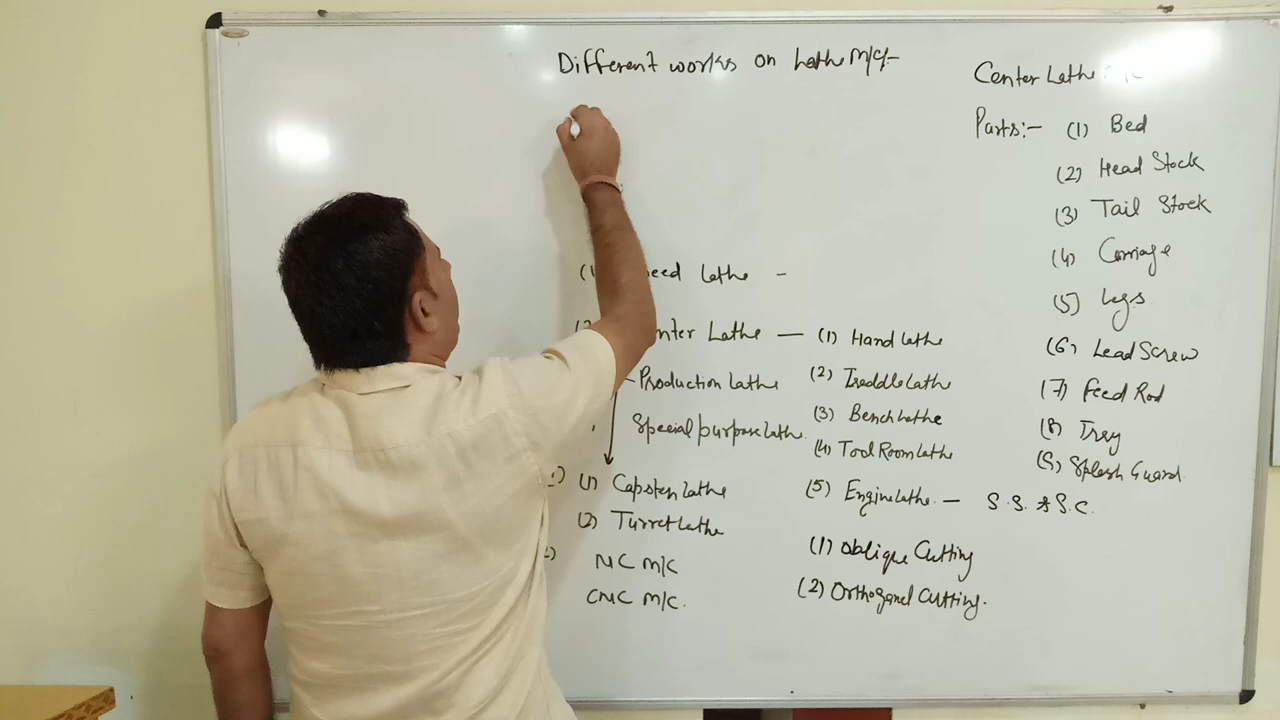 Different works on Lathe M/C:-
Center Lathe
Parts:- (1) Bed
(2) Head Stock
(3) Tail Stock
(4) Carriage
(5) Legs
(6) Lead Screw
(7) Feed Rod
(8) Tray
(9) Splash Guard.
eed Lathe -
nter Lathe — (1) Hand Lathe
Production Lathe (2) Treddle Lathe
Special/purpose Lathe. (3) Bench Lathe
(4) Tool Room Lathe
(1) Capsten Lathe (5) Engine Lathe. — S.S. & S.C.
(2) Turret Lathe
NC M/C (1) Oblique Cutting
CNC M/C. (2) Orthogonel Cutting.